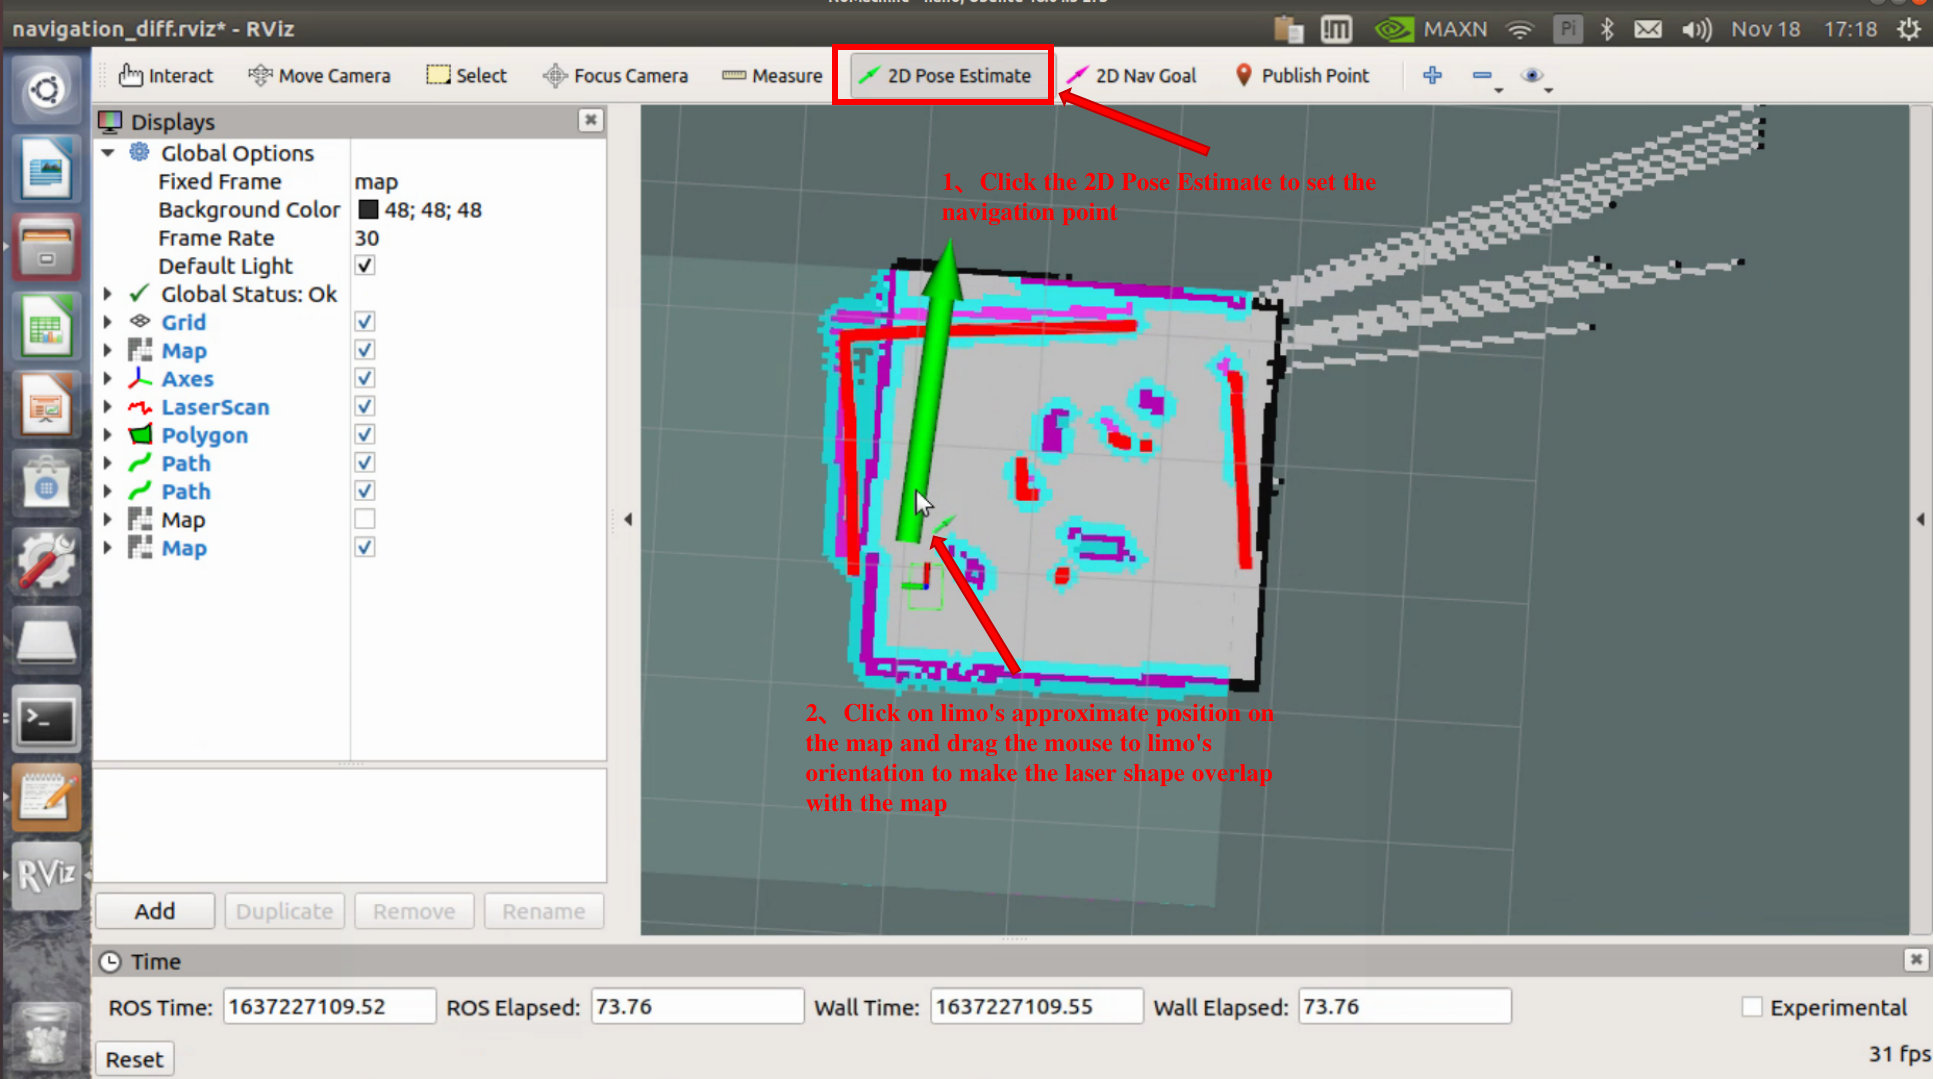 navigation_diff.rviz* - RViz
MAXN
Pi
Nov 18
17:18
Interact
Move Camera
Select
Focus Camera
Measure
2D Pose Estimate
2D Nav Goal
Publish Point
Displays
Global Options
Fixed Frame
map
Background Color
48; 48; 48
Frame Rate
30
Default Light
Global Status: Ok
Grid
Map
Axes
LaserScan
Polygon
Path
Path
Map
Map
1、Click the 2D Pose Estimate to set the
navigation point
2、Click on limo's approximate position on
the map and drag the mouse to limo's
orientation to make the laser shape overlap
with the map
RViz
Add
Duplicate
Remove
Rename
Time
ROS Time:
1637227109.52
ROS Elapsed:
73.76
Wall Time:
1637227109.55
Wall Elapsed:
73.76
Experimental
Reset
31 fps